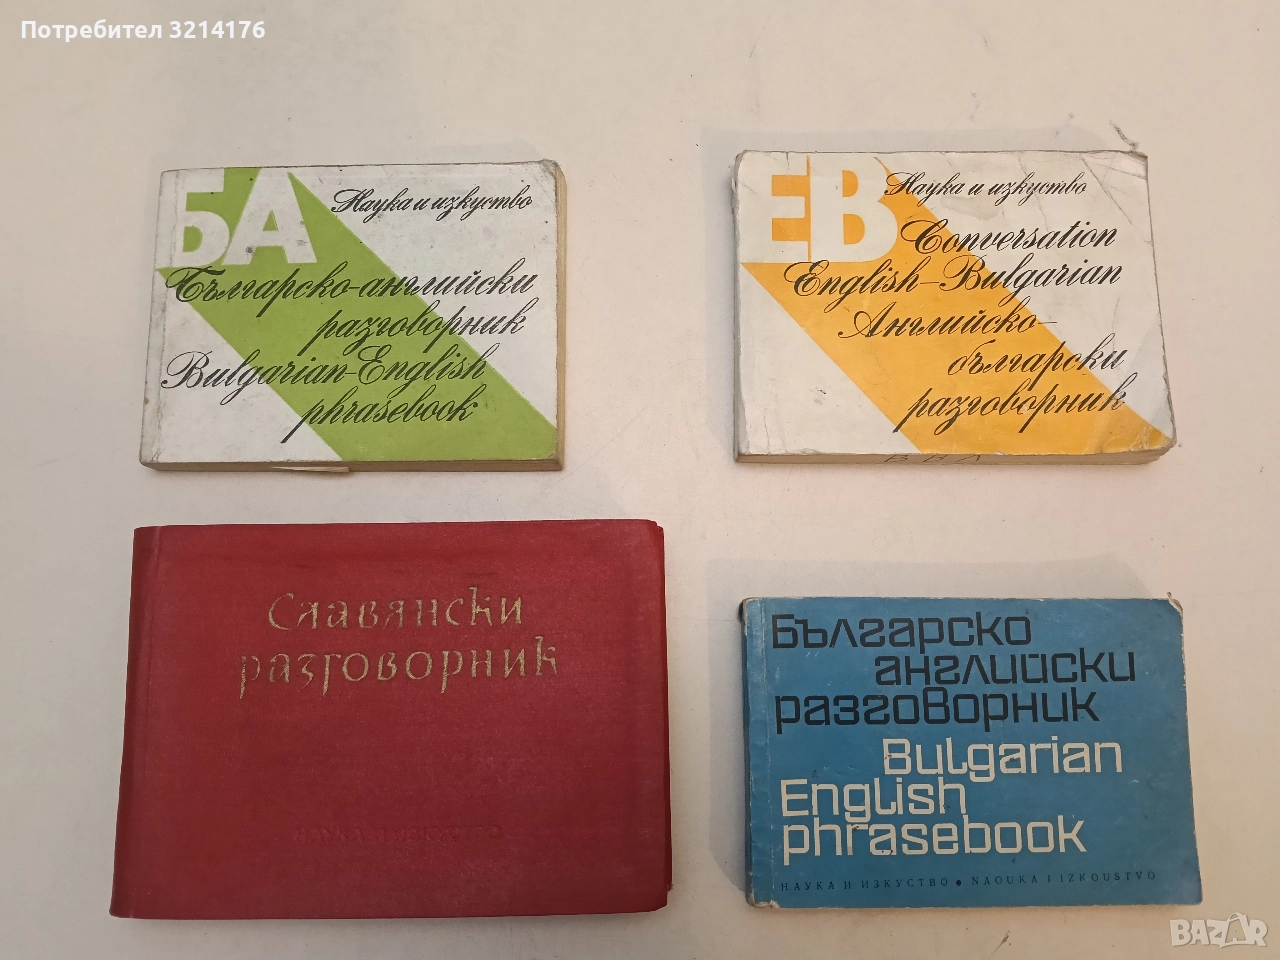 Потребител 3214176
БА
Наука и изкуство
Българско-английски
разговорник
Bulgarian-English
phrasebook
ЕВ
Наука и изкуство
Conversation
English-Bulgarian
Английско-
български
разговорник
Славянски
разговорник
НАУКА И ИЗКУСТВО
Българско
английски
разговорник
Bulgarian
English
phrasebook
НАУКА И ИЗКУСТВО • NAOUKA I IZKOUSTVO
BAZAR